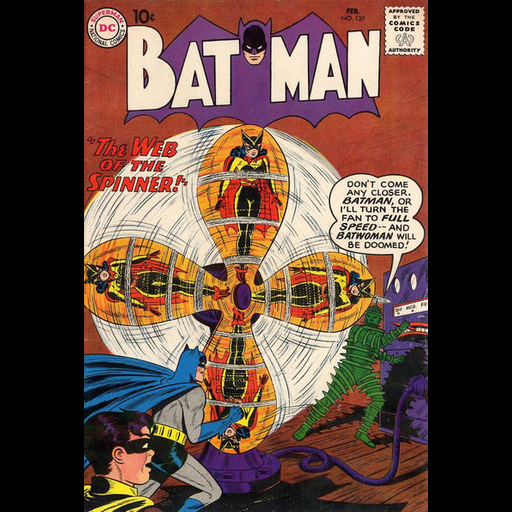 SUPERMAN
DC
NATIONAL COMICS
10¢
BATMAN
FEB.
NO. 129
APPROVED
BY THE
COMICS
CODE
AUTHORITY
"THE WEB
OF THE
SPINNER!"
DON'T COME
ANY CLOSER,
BATMAN, OR
I'LL TURN THE
FAN TO FULL
SPEED -- AND
BATWOMAN WILL
BE DOOMED!